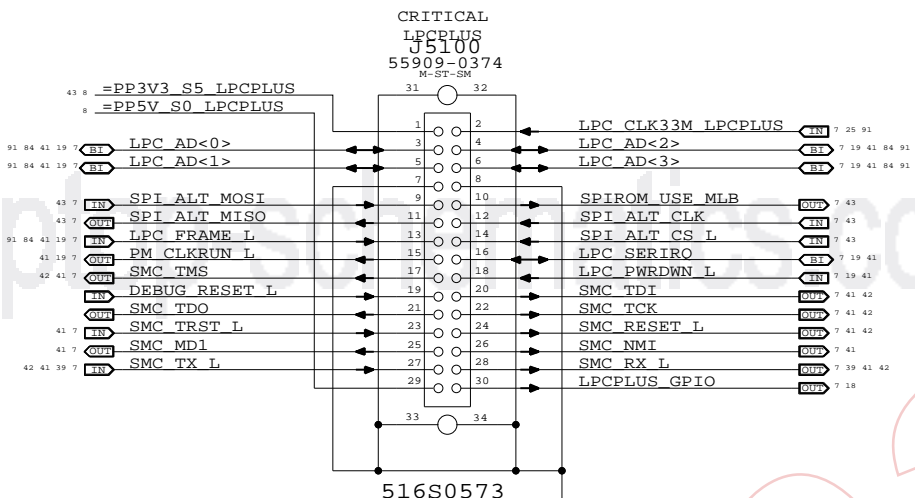 CRITICAL
LPCPLUS
J5100
55909-0374
M-ST-SM
31 32
43 8 =PP3V3_S5_LPCPLUS
8 =PP5V_S0_LPCPLUS
1 2 LPC_CLK33M_LPCPLUS IN 7 25 91
91 84 41 19 7 BI LPC_AD<0> 3 4 LPC_AD<2> BI 7 19 41 84 91
91 84 41 19 7 BI LPC_AD<1> 5 6 LPC_AD<3> BI 7 19 41 84 91
7 8
43 7 IN SPI_ALT_MOSI 9 10 SPIROM_USE_MLB OUT 7 43
43 7 OUT SPI_ALT_MISO 11 12 SPI_ALT_CLK IN 7 43
91 84 41 19 7 IN LPC_FRAME_L 13 14 SPI_ALT_CS_L IN 7 43
41 19 7 OUT PM_CLKRUN_L 15 16 LPC_SERIRQ BI 7 19 41
42 41 7 OUT SMC_TMS 17 18 LPC_PWRDWN_L IN 7 19 41
IN DEBUG_RESET_L 19 20 SMC_TDI OUT 7 41 42
OUT SMC_TDO 21 22 SMC_TCK OUT 7 41 42
41 7 IN SMC_TRST_L 23 24 SMC_RESET_L OUT 7 41 42
41 7 OUT SMC_MD1 25 26 SMC_NMI OUT 7 41
42 41 39 7 IN SMC_TX_L 27 28 SMC_RX_L OUT 7 39 41 42
29 30 LPCPLUS_GPIO OUT 7 18
33 34
516S0573